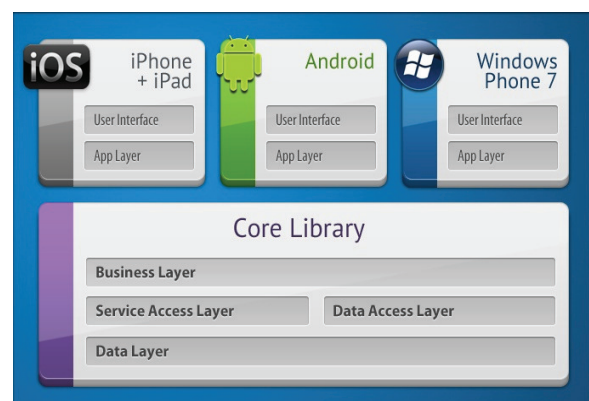 iOS
iPhone
+ iPad
User Interface
App Layer
Android
User Interface
App Layer
Windows
Phone 7
User Interface
App Layer
Core Library
Business Layer
Service Access Layer
Data Access Layer
Data Layer